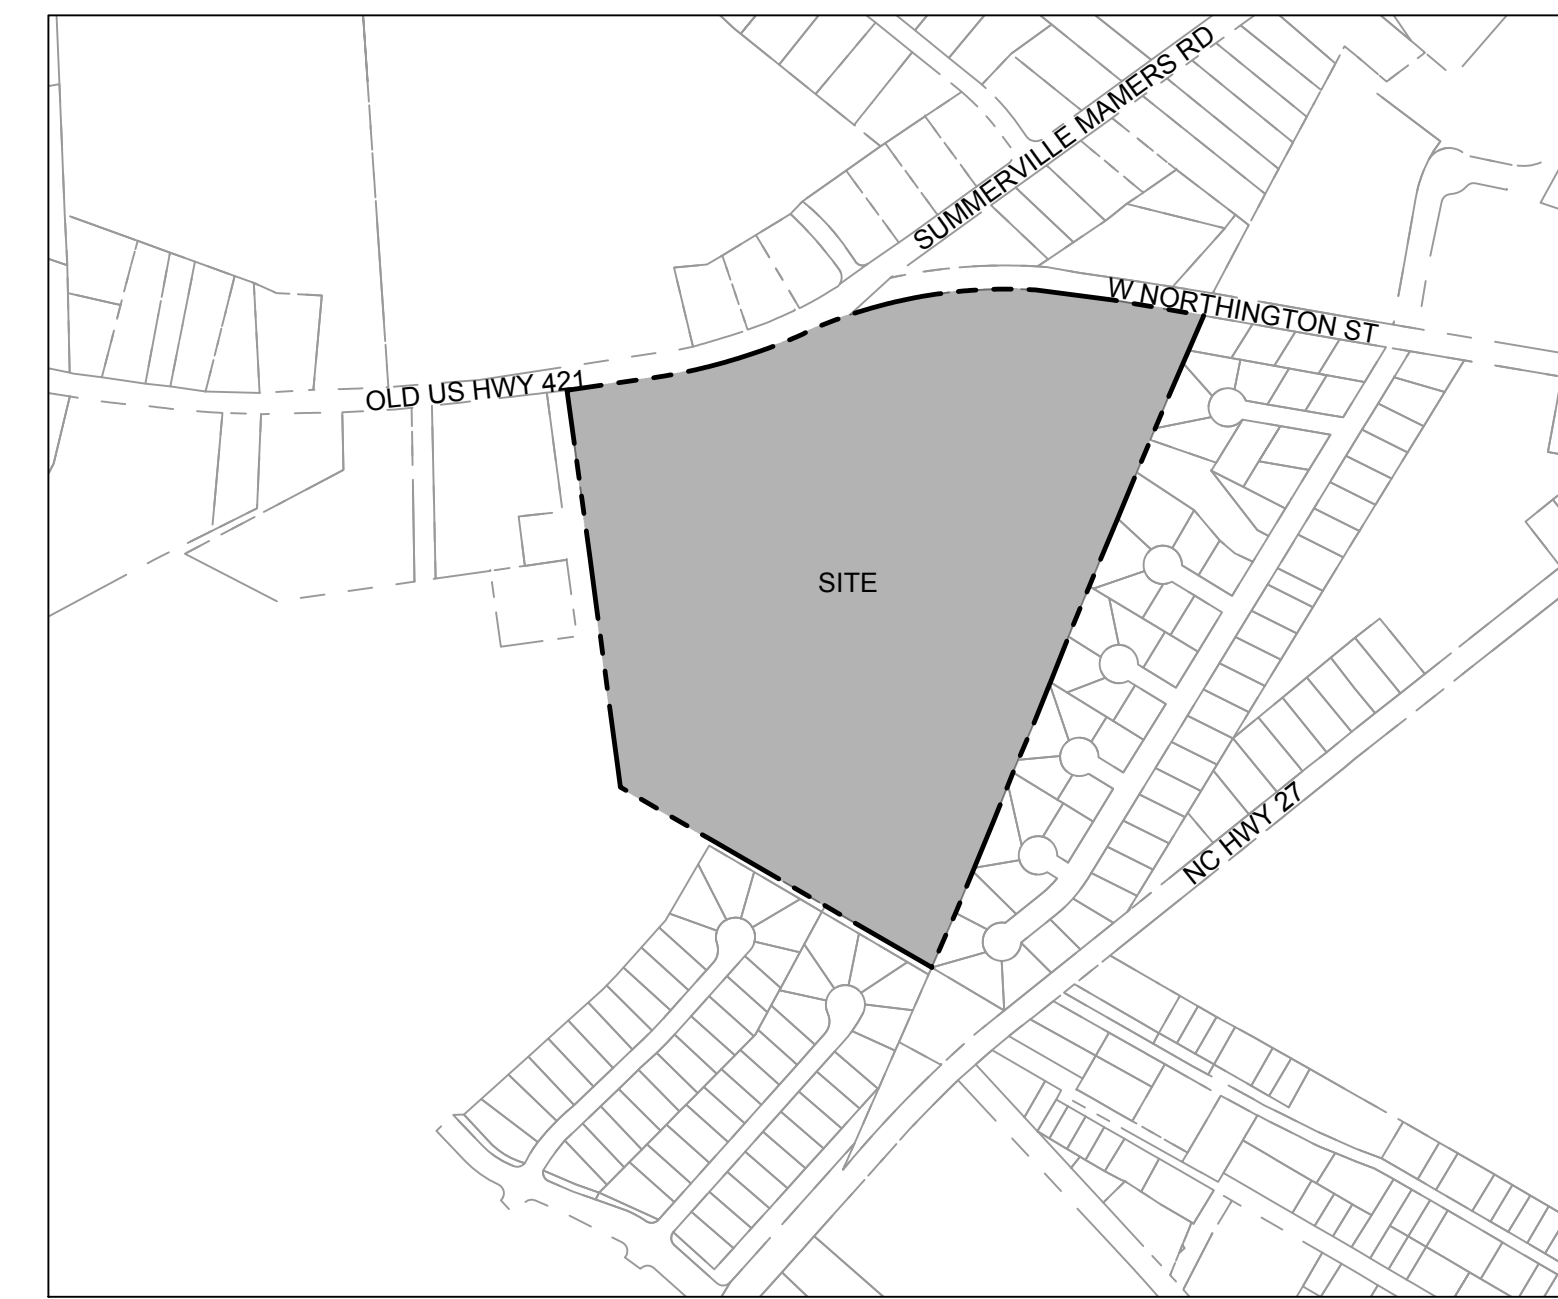 SUMMERVILLE MAMERS RD
W NORTHINGTON ST
OLD US HWY 421
SITE
NC HWY 27